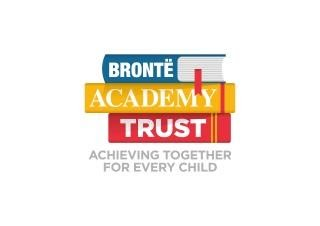 BRONTË
ACADEMY
TRUST
ACHIEVING TOGETHER
FOR EVERY CHILD